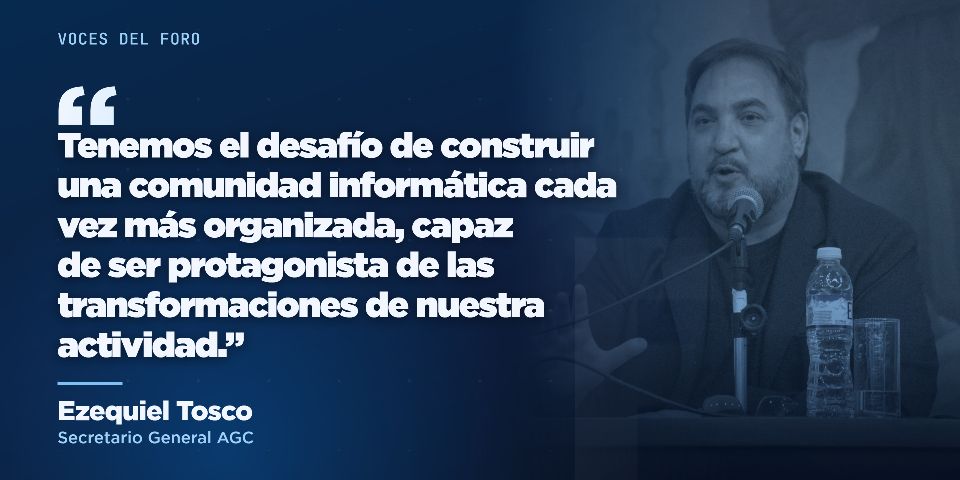 VOCES DEL FORO
“
Tenemos el desafío de construir
una comunidad informática cada
vez más organizada, capaz
de ser protagonista de las
transformaciones de nuestra
actividad.”
Ezequiel Tosco
Secretario General AGC